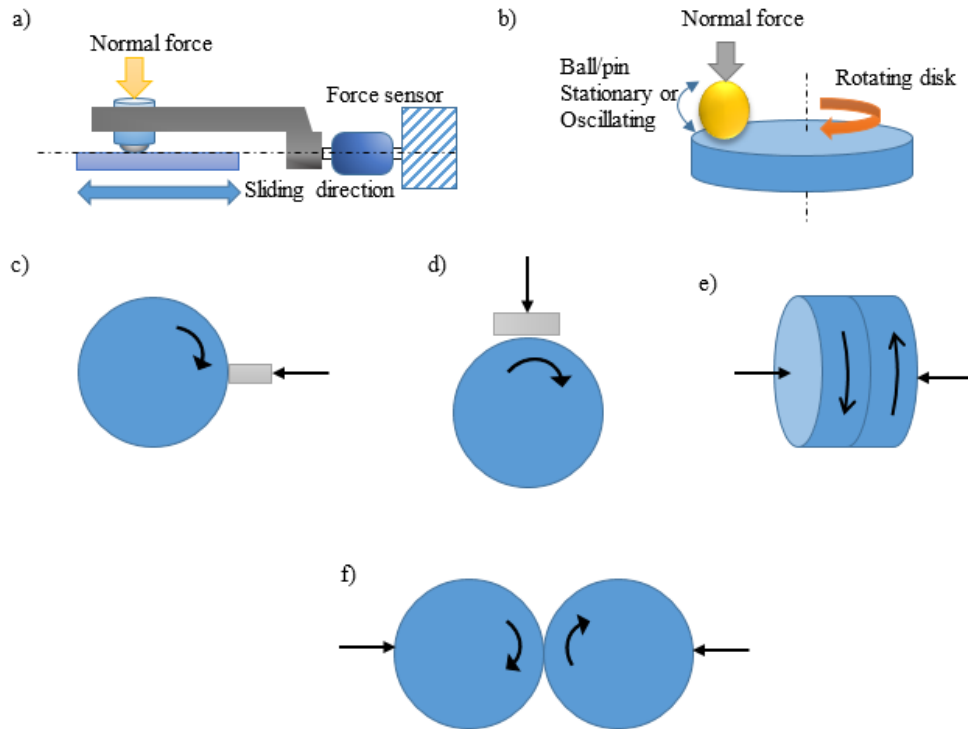 a)
Normal force
Force sensor
Sliding direction
b)
Normal force
Ball/pin
Stationary or
Oscillating
Rotating disk
c)
d)
e)
f)